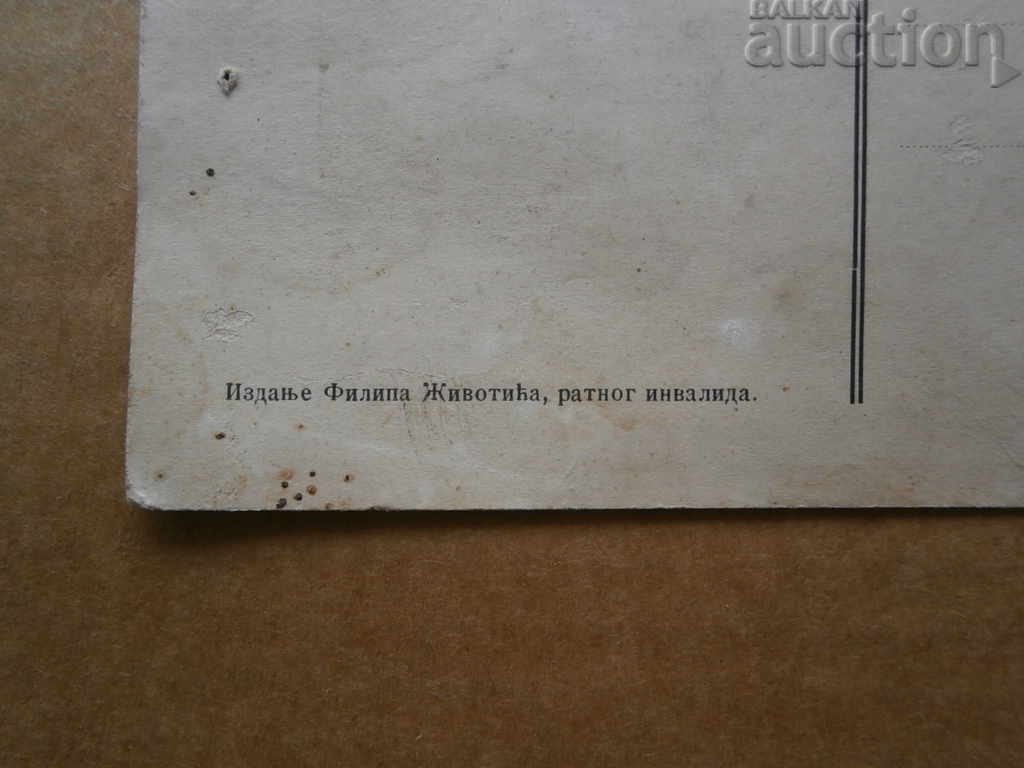 BALKAN
auction
Издање Филипа Животића, ратног инвалида.